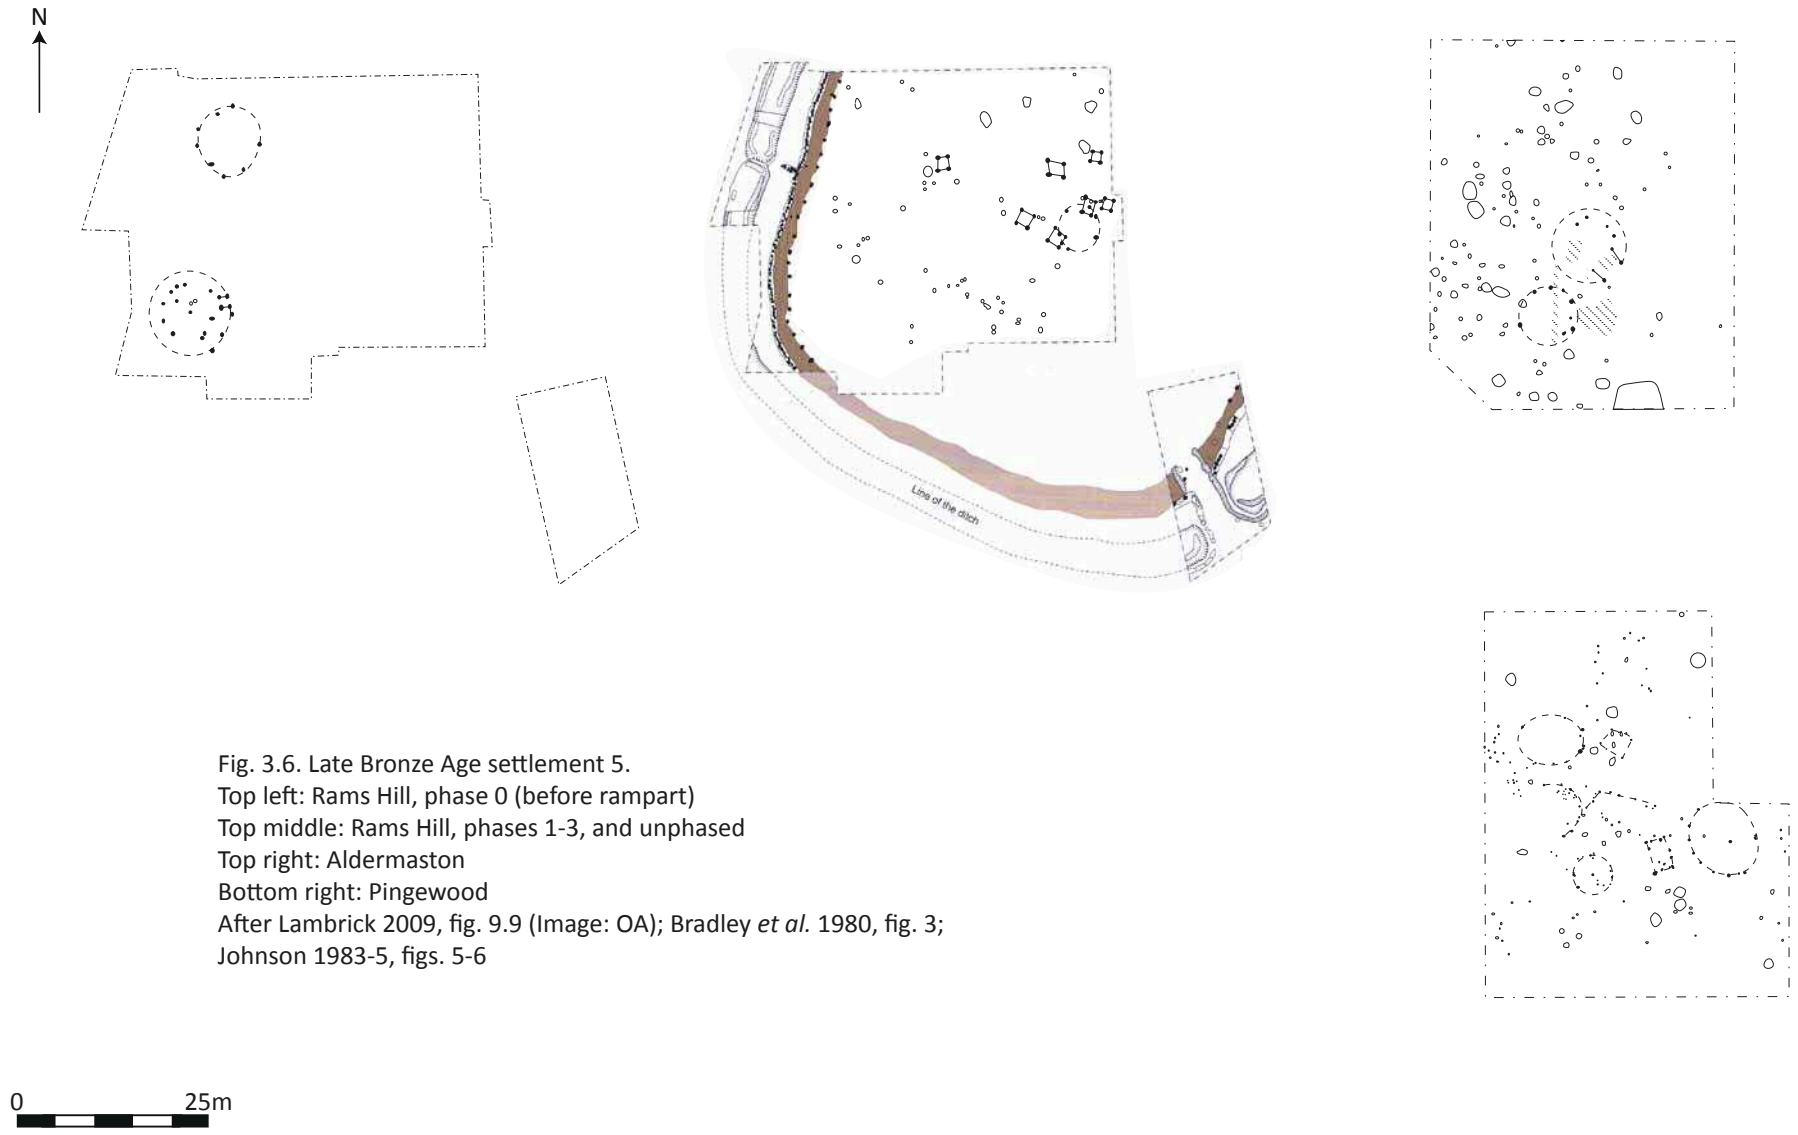 N
Line of the ditch
Fig. 3.6. Late Bronze Age settlement 5.
Top left: Rams Hill, phase 0 (before rampart)
Top middle: Rams Hill, phases 1-3, and unphased
Top right: Aldermaston
Bottom right: Pingewood
After Lambrick 2009, fig. 9.9 (Image: OA); Bradley et al. 1980, fig. 3;
Johnson 1983-5, figs. 5-6
0 25m